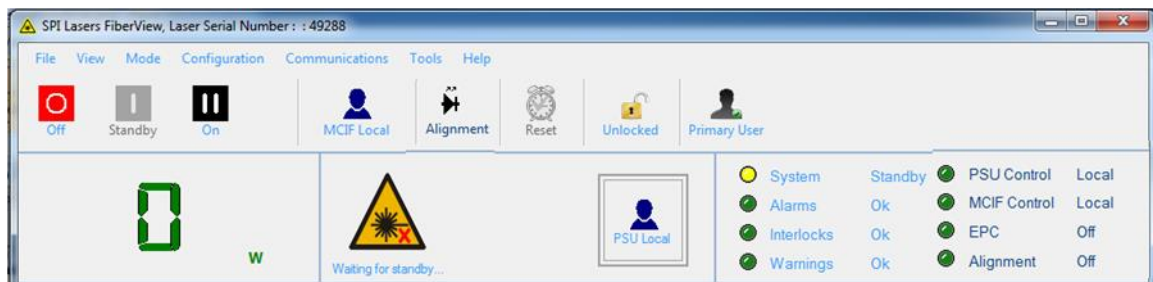 SPI Lasers FiberView, Laser Serial Number : : 49288
File View Mode Configuration Communications Tools Help
Off Standby On MCIF Local Alignment Reset Unlocked Primary User
0 W
Waiting for standby...
PSU Local
System Standby PSU Control Local
Alarms Ok MCIF Control Local
Interlocks Ok EPC Off
Warnings Ok Alignment Off